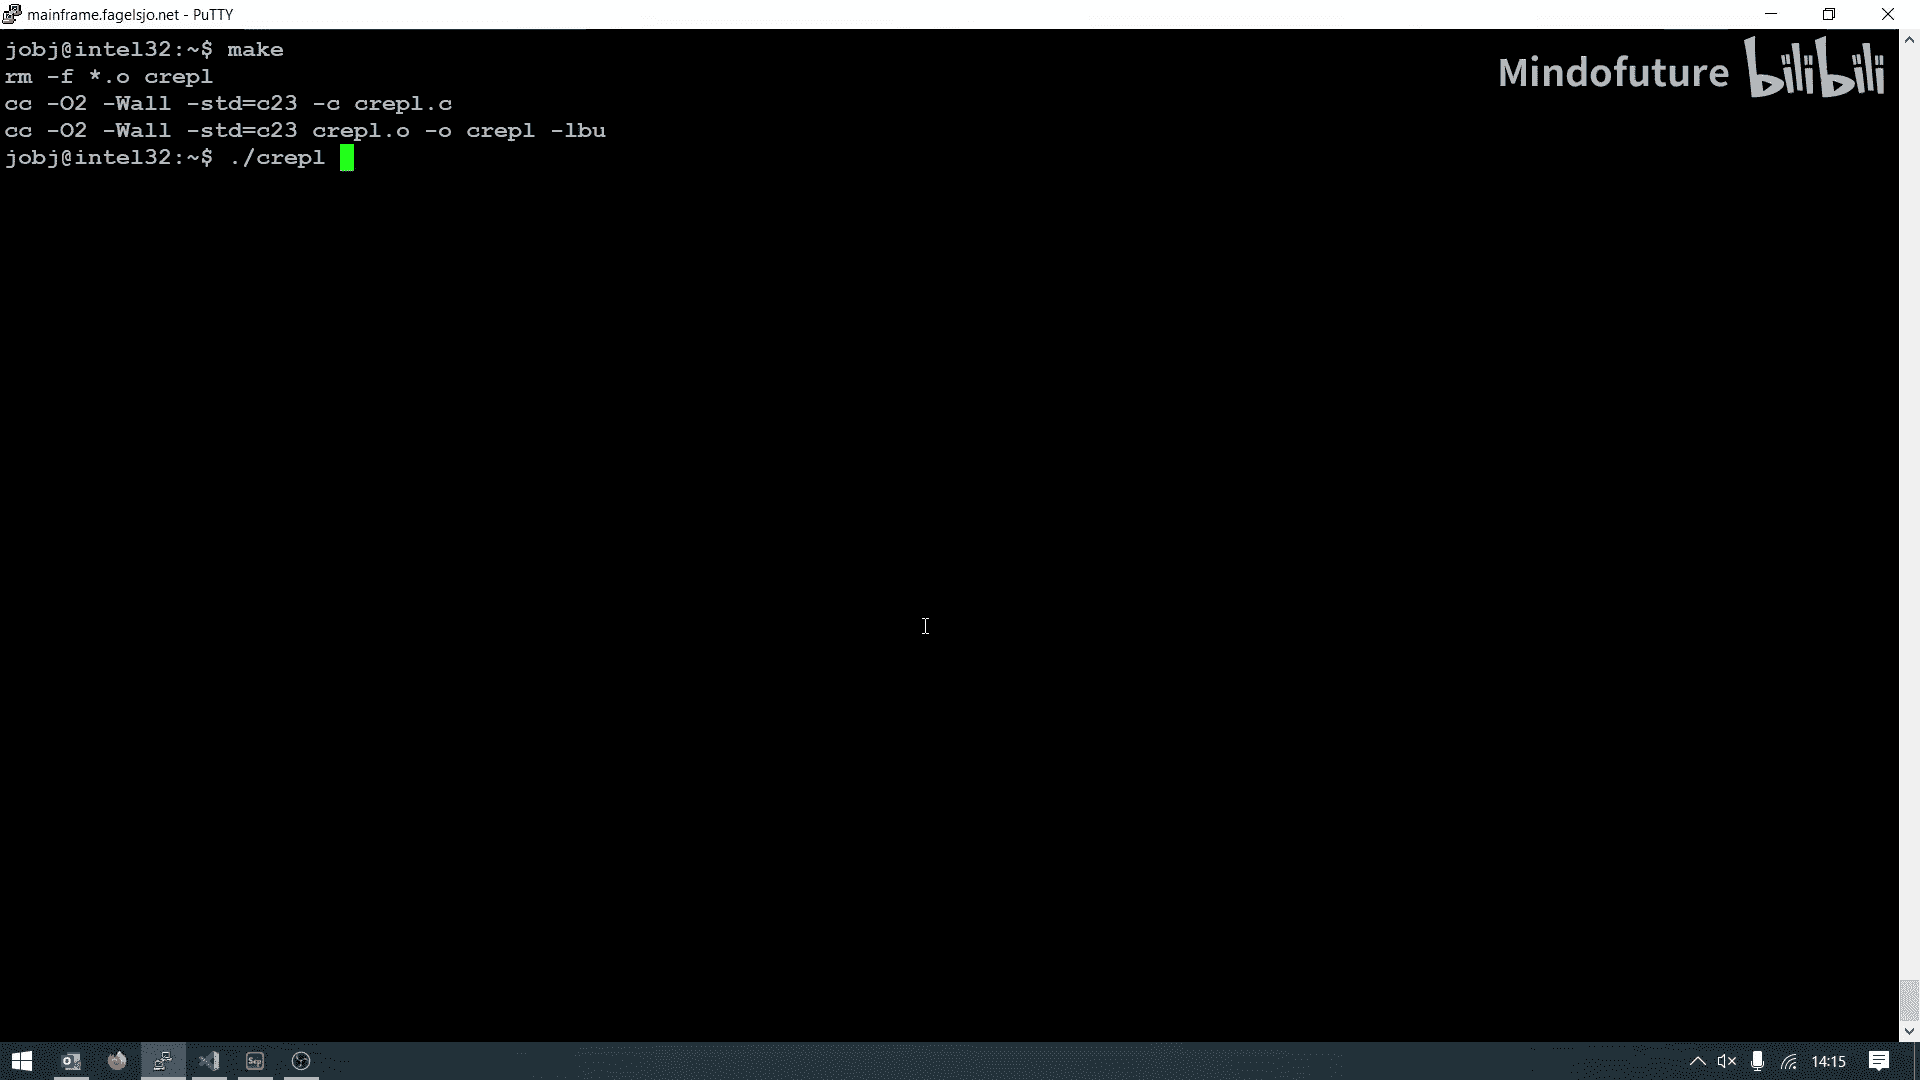 mainframe.fagelsjo.net - PuTTY
jobj@intel32:~$ make
rm -f *.o crepl
cc -O2 -Wall -std=c23 -c crepl.c
cc -O2 -Wall -std=c23 crepl.o -o crepl -lbu
jobj@intel32:~$ ./crepl
Mindofuture bilibili
Scp
14:15